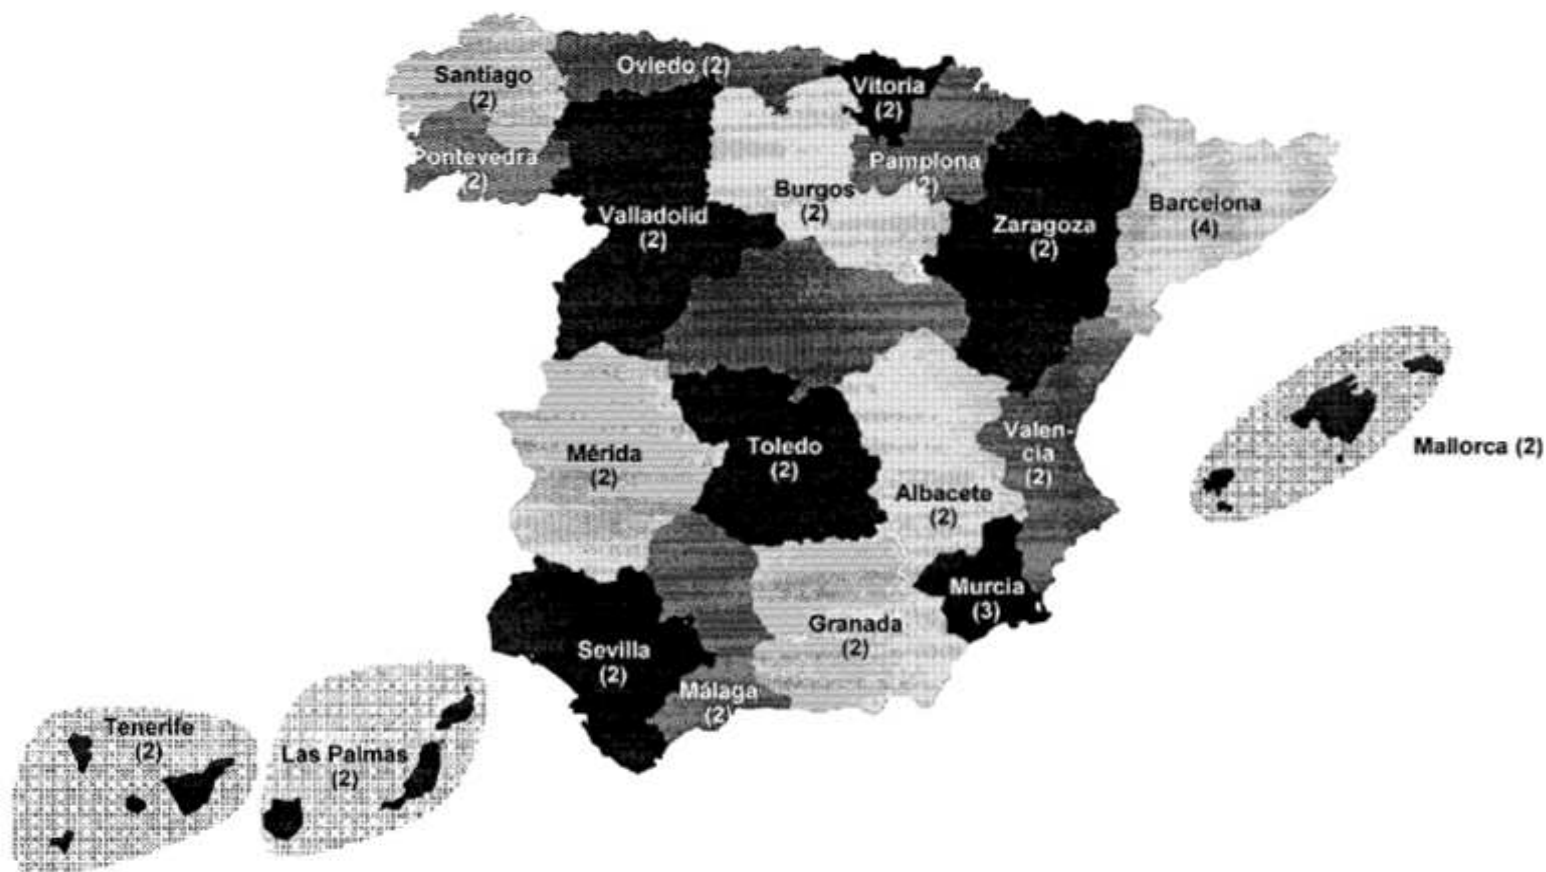 Santiago
(2)
Oviedo (2)
Vitoria
(2)
Pontevedra
(2)
Pamplona
(2)
Burgos
(2)
Valladolid
(2)
Zaragoza
(2)
Barcelona
(4)
Mérida
(2)
Toledo
(2)
Valen-
cia
(2)
Mallorca (2)
Albacete
(2)
Murcia
(3)
Granada
(2)
Sevilla
(2)
Málaga
(2)
Tenerife
(2)
Las Palmas
(2)